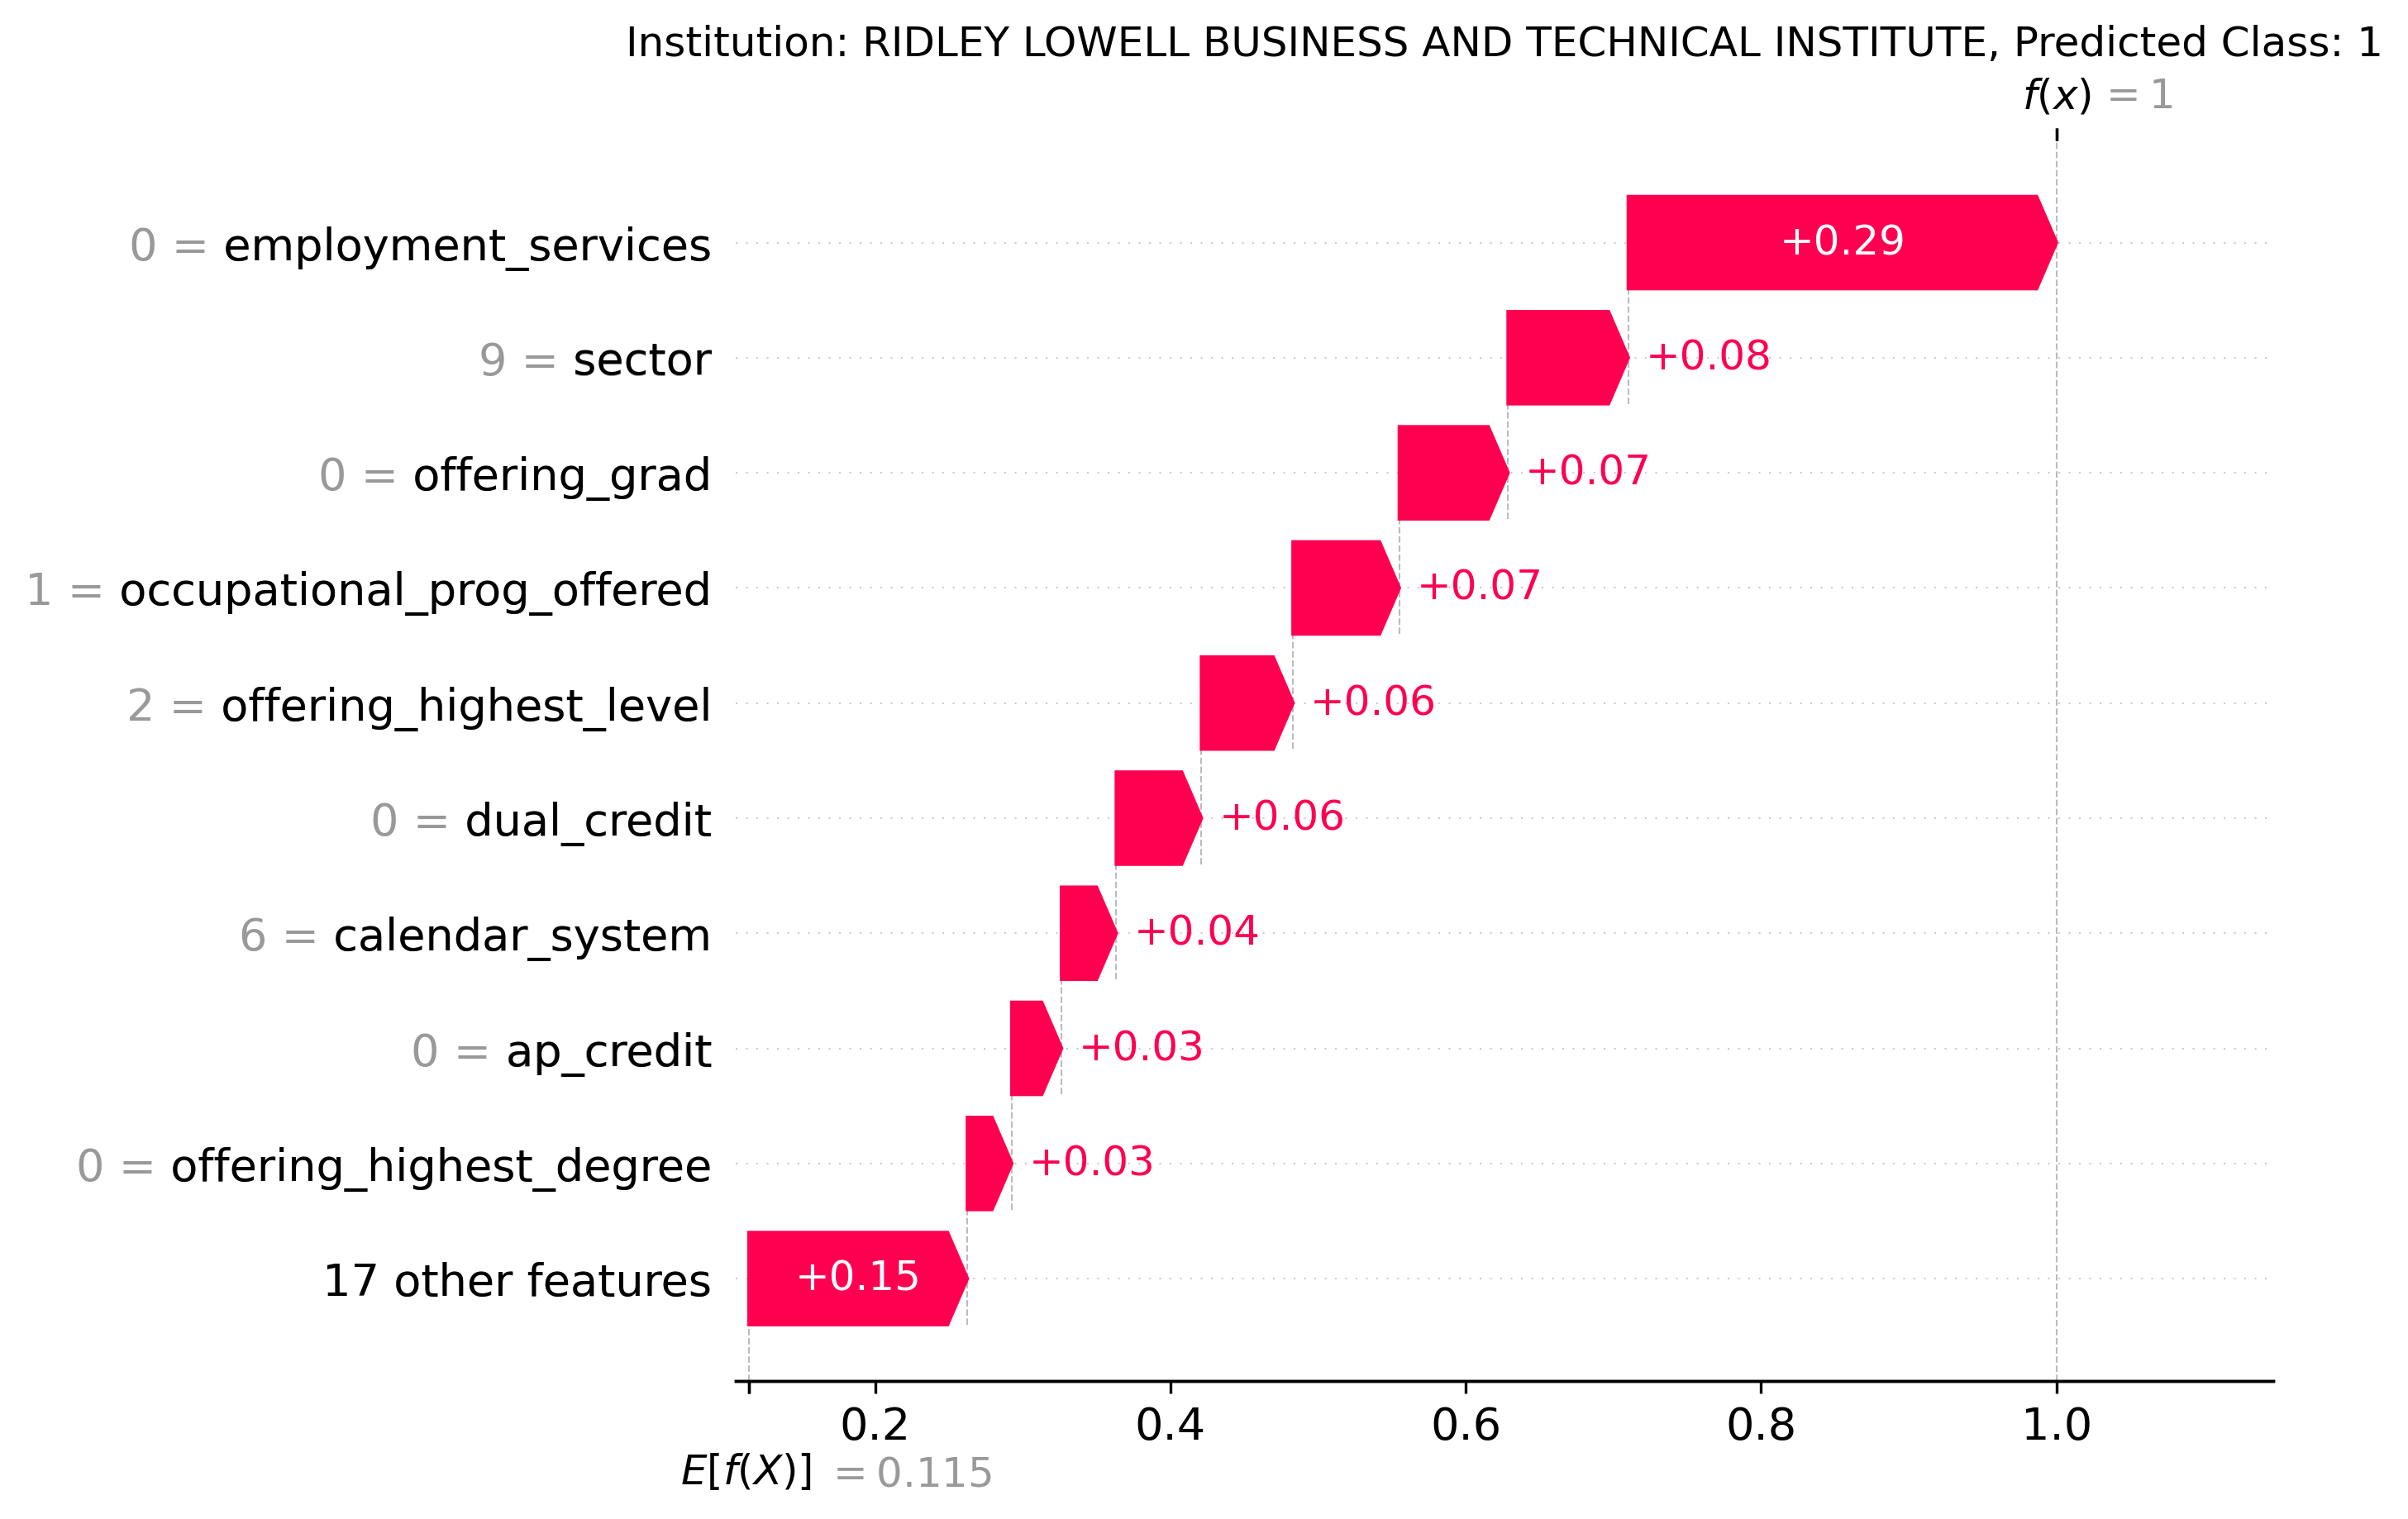 Institution: RIDLEY LOWELL BUSINESS AND TECHNICAL INSTITUTE, Predicted Class: 1
f(x) = 1
0 = employment_services +0.29
9 = sector +0.08
0 = offering_grad +0.07
1 = occupational_prog_offered +0.07
2 = offering_highest_level +0.06
0 = dual_credit +0.06
6 = calendar_system +0.04
0 = ap_credit +0.03
0 = offering_highest_degree +0.03
17 other features +0.15
0.2 0.4 0.6 0.8 1.0
E[f(X)] = 0.115